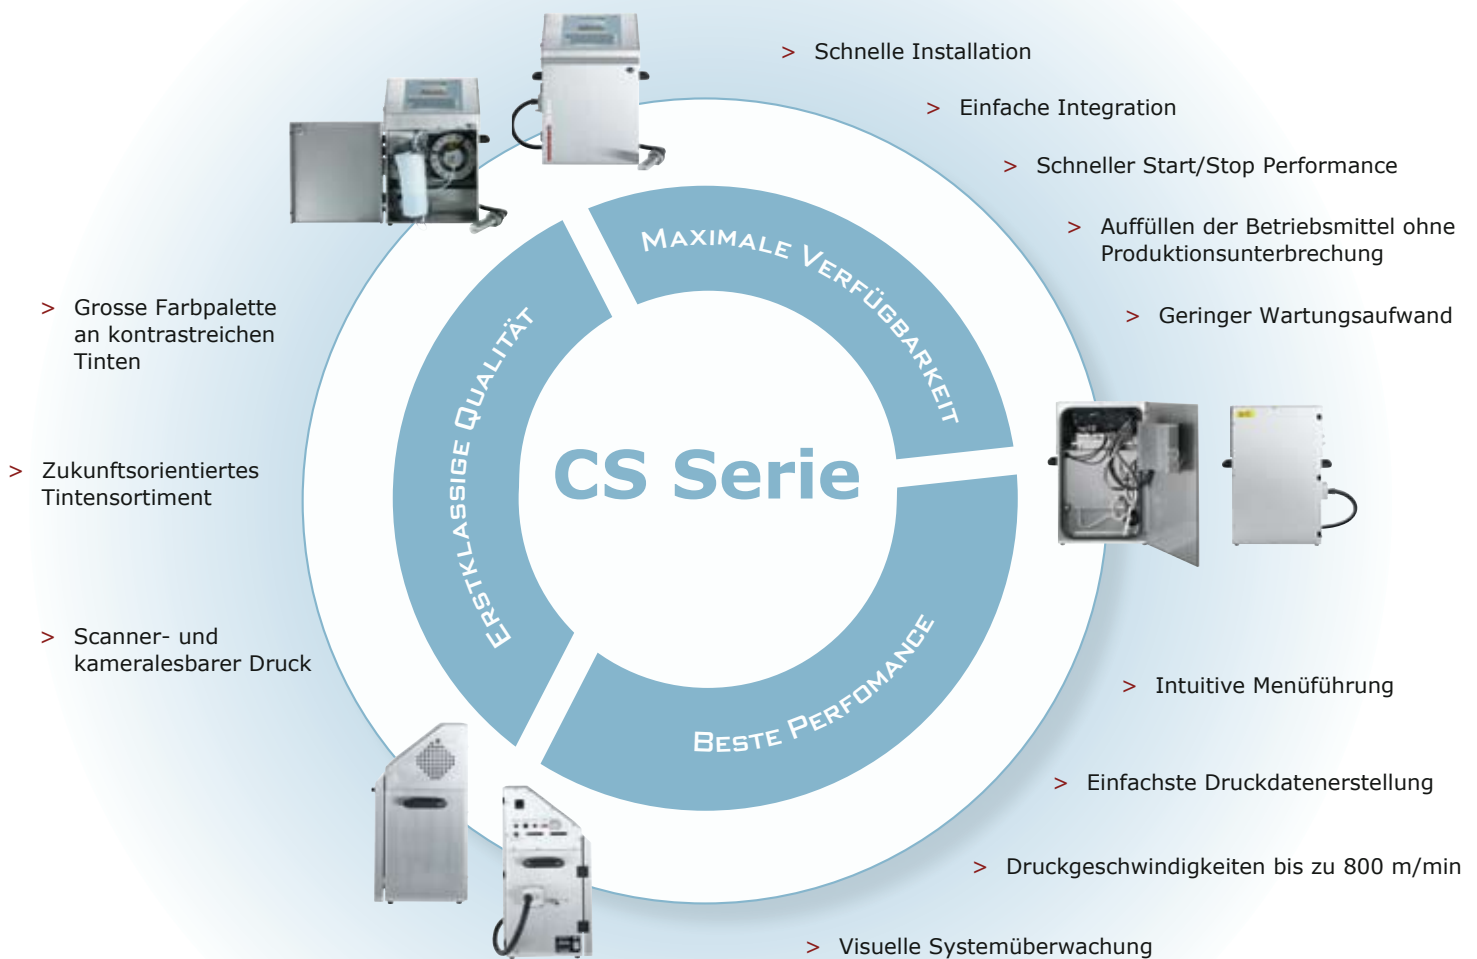 > Schnelle Installation
> Einfache Integration
> Schneller Start/Stop Performance
> Auffüllen der Betriebsmittel ohne
Produktionsunterbrechung
> Geringer Wartungsaufwand
MAXIMALE VERFÜGBARKEIT
ERSTKLASSIGE QUALITÄT
BESTE PERFOMANCE
CS Serie
> Grosse Farbpalette
an kontrastreichen
Tinten
> Zukunftsorientiertes
Tintensortiment
> Scanner- und
kameralesbarer Druck
> Intuitive Menüführung
> Einfachste Druckdatenerstellung
> Druckgeschwindigkeiten bis zu 800 m/min
> Visuelle Systemüberwachung